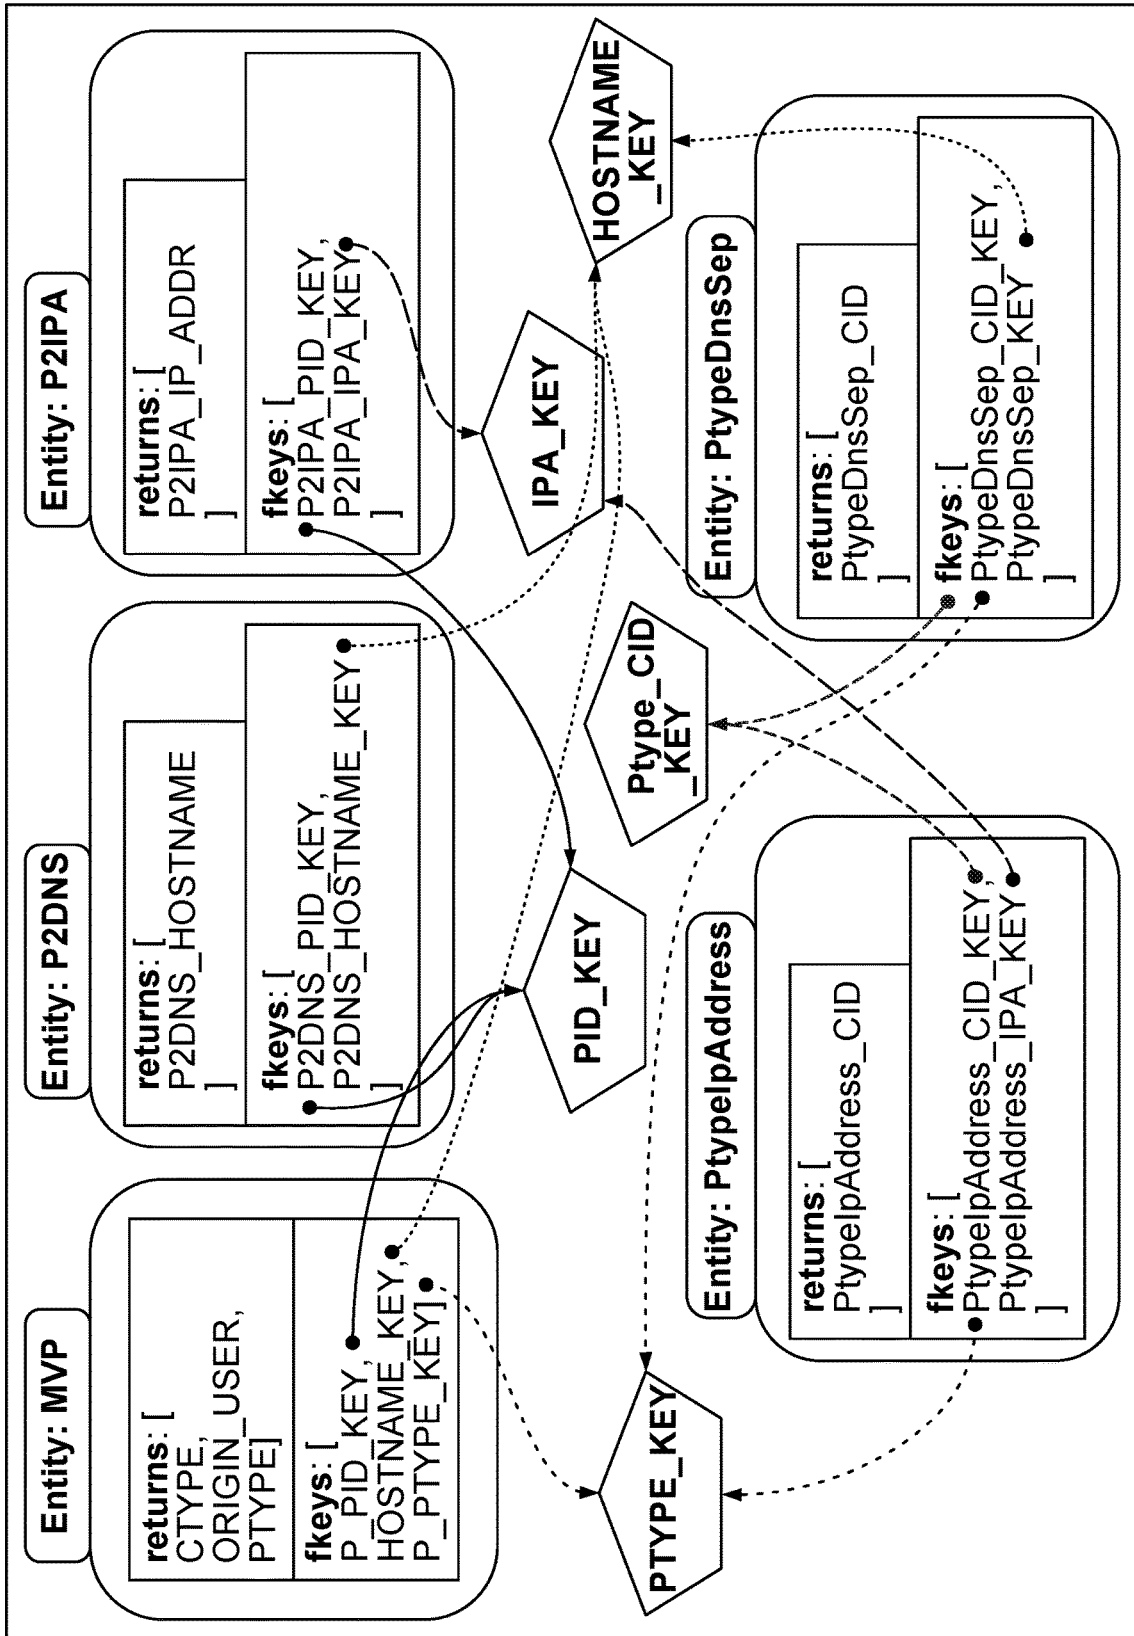 Entity: MVP
returns: [
CTYPE,
ORIGIN_USER,
PTYPE]
fkeys: [
P_PID_KEY,
HOSTNAME_KEY,
P_PTYPE_KEY]
Entity: P2DNS
returns: [
P2DNS_HOSTNAME
]
fkeys: [
P2DNS_PID_KEY,
P2DNS_HOSTNAME_KEY
]
Entity: P2IPA
returns: [
P2IPA_IP_ADDR
]
fkeys: [
P2IPA_PID_KEY,
P2IPA_IPA_KEY
]
PTYPE_KEY
PID_KEY
Ptype_CID
_KEY
IPA_KEY
HOSTNAME
_KEY
Entity: PtypeIpAddress
returns: [
PtypeIpAddress_CID
]
fkeys: [
PtypeIpAddress_CID_KEY,
PtypeIpAddress_IPA_KEY
]
Entity: PtypeDnsSep
returns: [
PtypeDnsSep_CID
]
fkeys: [
PtypeDnsSep_CID_KEY,
PtypeDnsSep_KEY
]